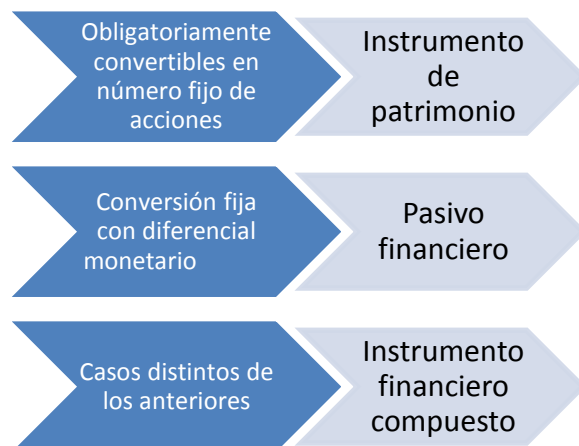 Obligatoriamente
convertibles en
número fijo de
acciones
Instrumento
de
patrimonio
Conversión fija
con diferencial
monetario
Pasivo
financiero
Casos distintos de
los anteriores
Instrumento
financiero
compuesto